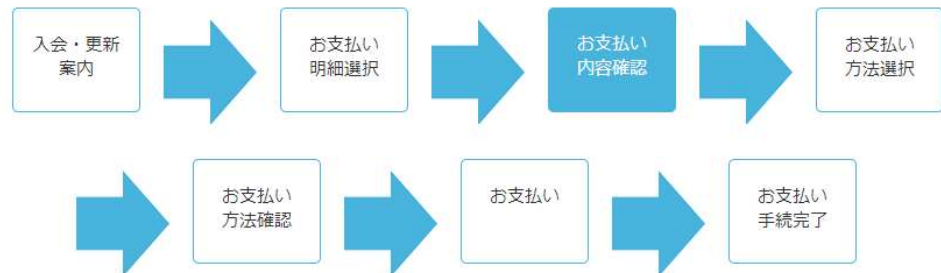 入会・更新
案内
お支払い
明細選択
お支払い
内容確認
お支払い
方法選択
お支払い
方法確認
お支払い
お支払い
手続完了